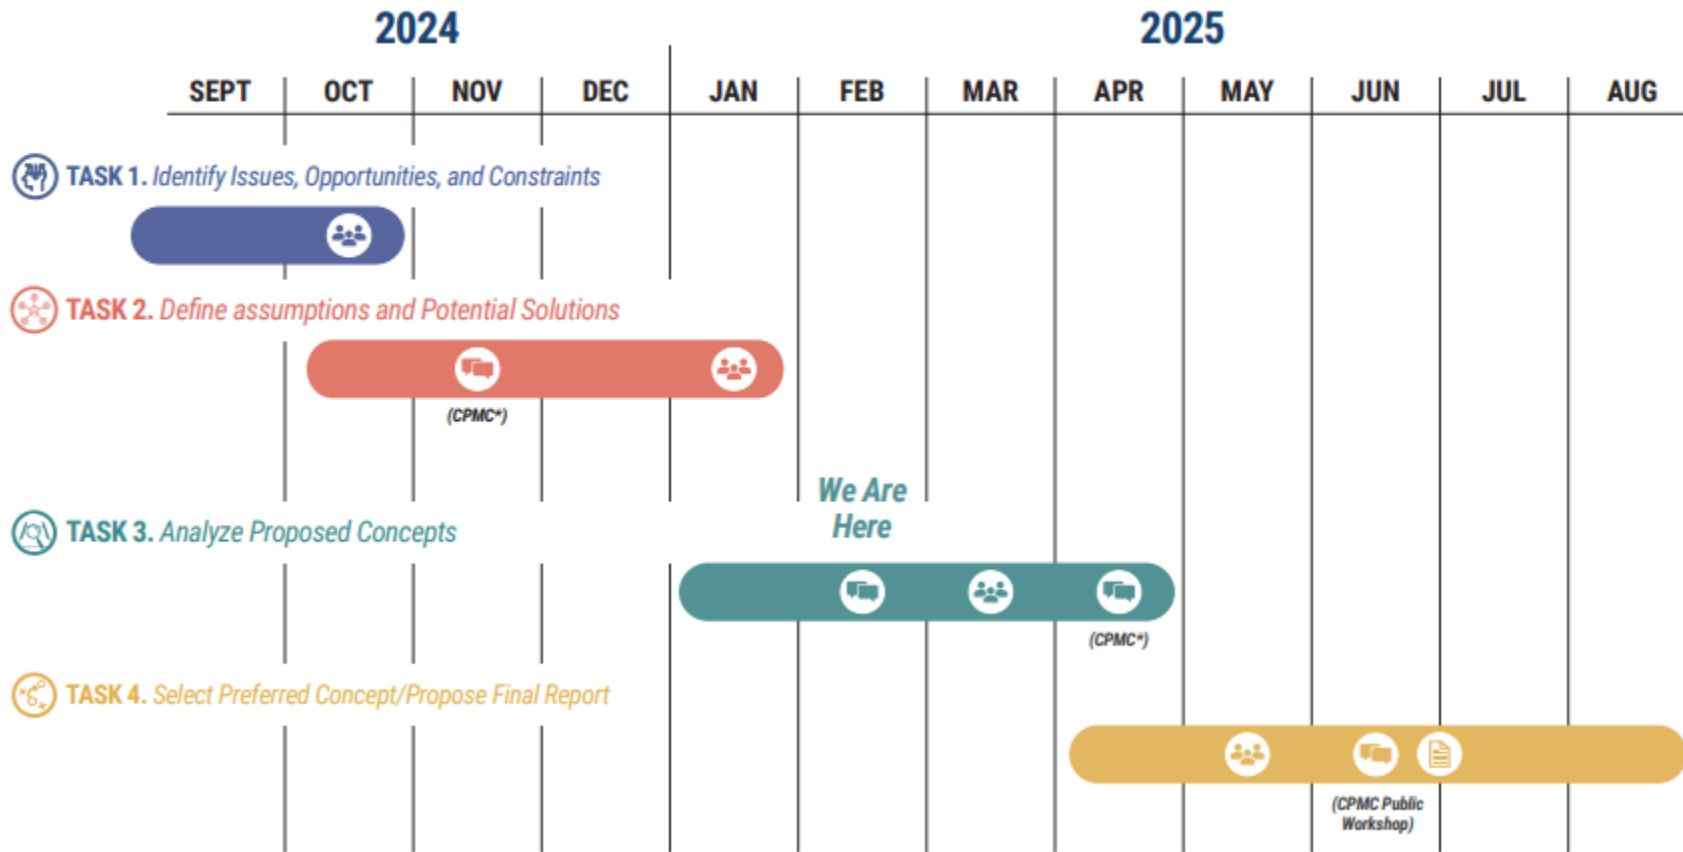 2024 2025
SEPT OCT NOV DEC JAN FEB MAR APR MAY JUN JUL AUG
TASK 1. Identify Issues, Opportunities, and Constraints
TASK 2. Define assumptions and Potential Solutions
(CPMC*)
We Are
Here
TASK 3. Analyze Proposed Concepts
(CPMC*)
TASK 4. Select Preferred Concept/Propose Final Report
(CPMC Public
Workshop)